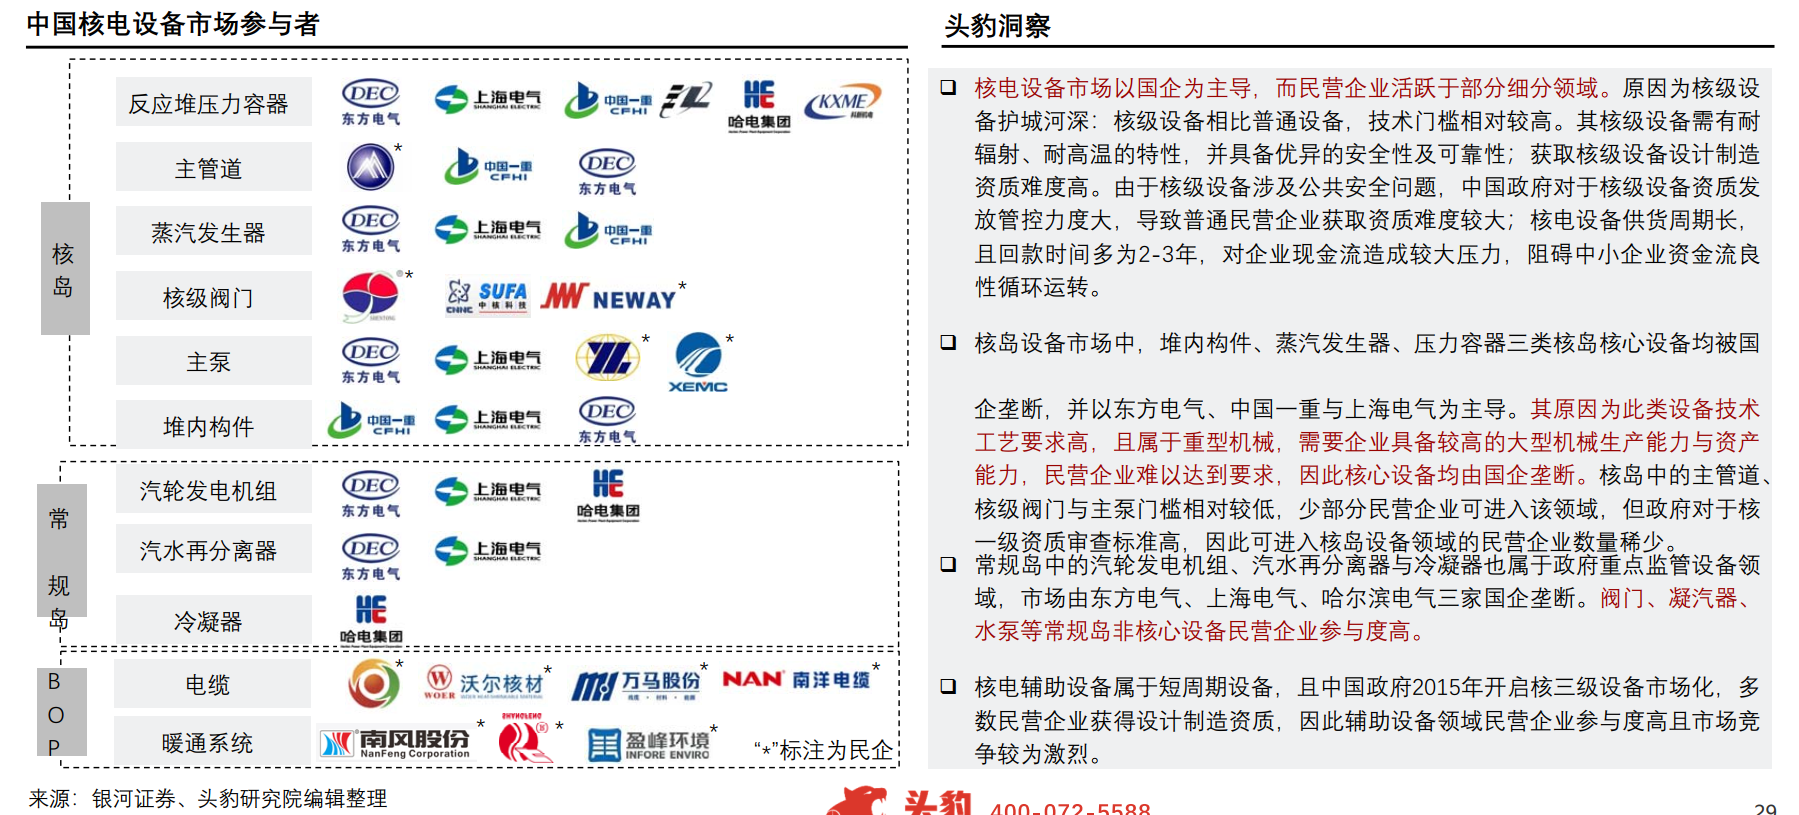 中国核电设备市场参与者
核岛
反应堆压力容器
DEC
东方电气
上海电气
SHANGHAI ELECTRIC
中国一重
CFHI
HE
哈电集团
KXME
主管道
*
中国一重
CFHI
DEC
东方电气
蒸汽发生器
DEC
东方电气
上海电气
SHANGHAI ELECTRIC
中国一重
CFHI
核级阀门
®*
SHENTONG
CNNC
SUFA
中核科技
NEWAY*
主泵
DEC
东方电气
上海电气
SHANGHAI ELECTRIC
*
XEMC
*
堆内构件
中国一重
CFHI
上海电气
SHANGHAI ELECTRIC
DEC
东方电气
常规岛
汽轮发电机组
DEC
东方电气
上海电气
SHANGHAI ELECTRIC
HE
哈电集团
汽水再分离器
DEC
东方电气
上海电气
SHANGHAI ELECTRIC
冷凝器
HE
哈电集团
BOP
电缆
*
WOER
沃尔核材*
万马股份*
NAN®南洋电缆*
暖通系统
南风股份*
NanFeng Corporation
*
盈峰环境*
INFORE ENVIRO
“*”标注为民企
来源：银河证券、头豹研究院编辑整理
头豹洞察
❑ 核电设备市场以国企为主导，而民营企业活跃于部分细分领域。原因为核级设
备护城河深：核级设备相比普通设备，技术门槛相对较高。其核级设备需有耐
辐射、耐高温的特性，并具备优异的安全性及可靠性；获取核级设备设计制造
资质难度高。由于核级设备涉及公共安全问题，中国政府对于核级设备资质发
放管控力度大，导致普通民营企业获取资质难度较大；核电设备供货周期长，
且回款时间多为2-3年，对企业现金流造成较大压力，阻碍中小企业资金流良
性循环运转。
❑ 核岛设备市场中，堆内构件、蒸汽发生器、压力容器三类核岛核心设备均被国
企垄断，并以东方电气、中国一重与上海电气为主导。其原因为此类设备技术
工艺要求高，且属于重型机械，需要企业具备较高的大型机械生产能力与资产
能力，民营企业难以达到要求，因此核心设备均由国企垄断。核岛中的主管道、
核级阀门与主泵门槛相对较低，少部分民营企业可进入该领域，但政府对于核
一级资质审查标准高，因此可进入核岛设备领域的民营企业数量稀少。
❑ 常规岛中的汽轮发电机组、汽水再分离器与冷凝器也属于政府重点监管设备领
域，市场由东方电气、上海电气、哈尔滨电气三家国企垄断。阀门、凝汽器、
水泵等常规岛非核心设备民营企业参与度高。
❑ 核电辅助设备属于短周期设备，且中国政府2015年开启核三级设备市场化，多
数民营企业获得设计制造资质，因此辅助设备领域民营企业参与度高且市场竞
争较为激烈。
头豹
400-072-5588
29